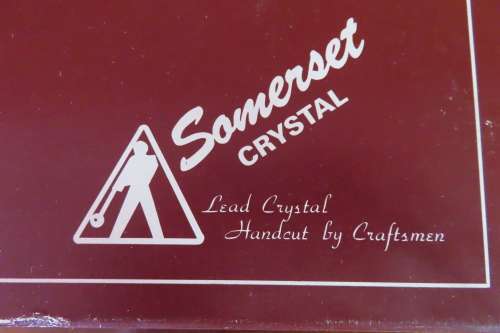 Somerset
CRYSTAL
Lead Crystal
Handcut by Craftsmen